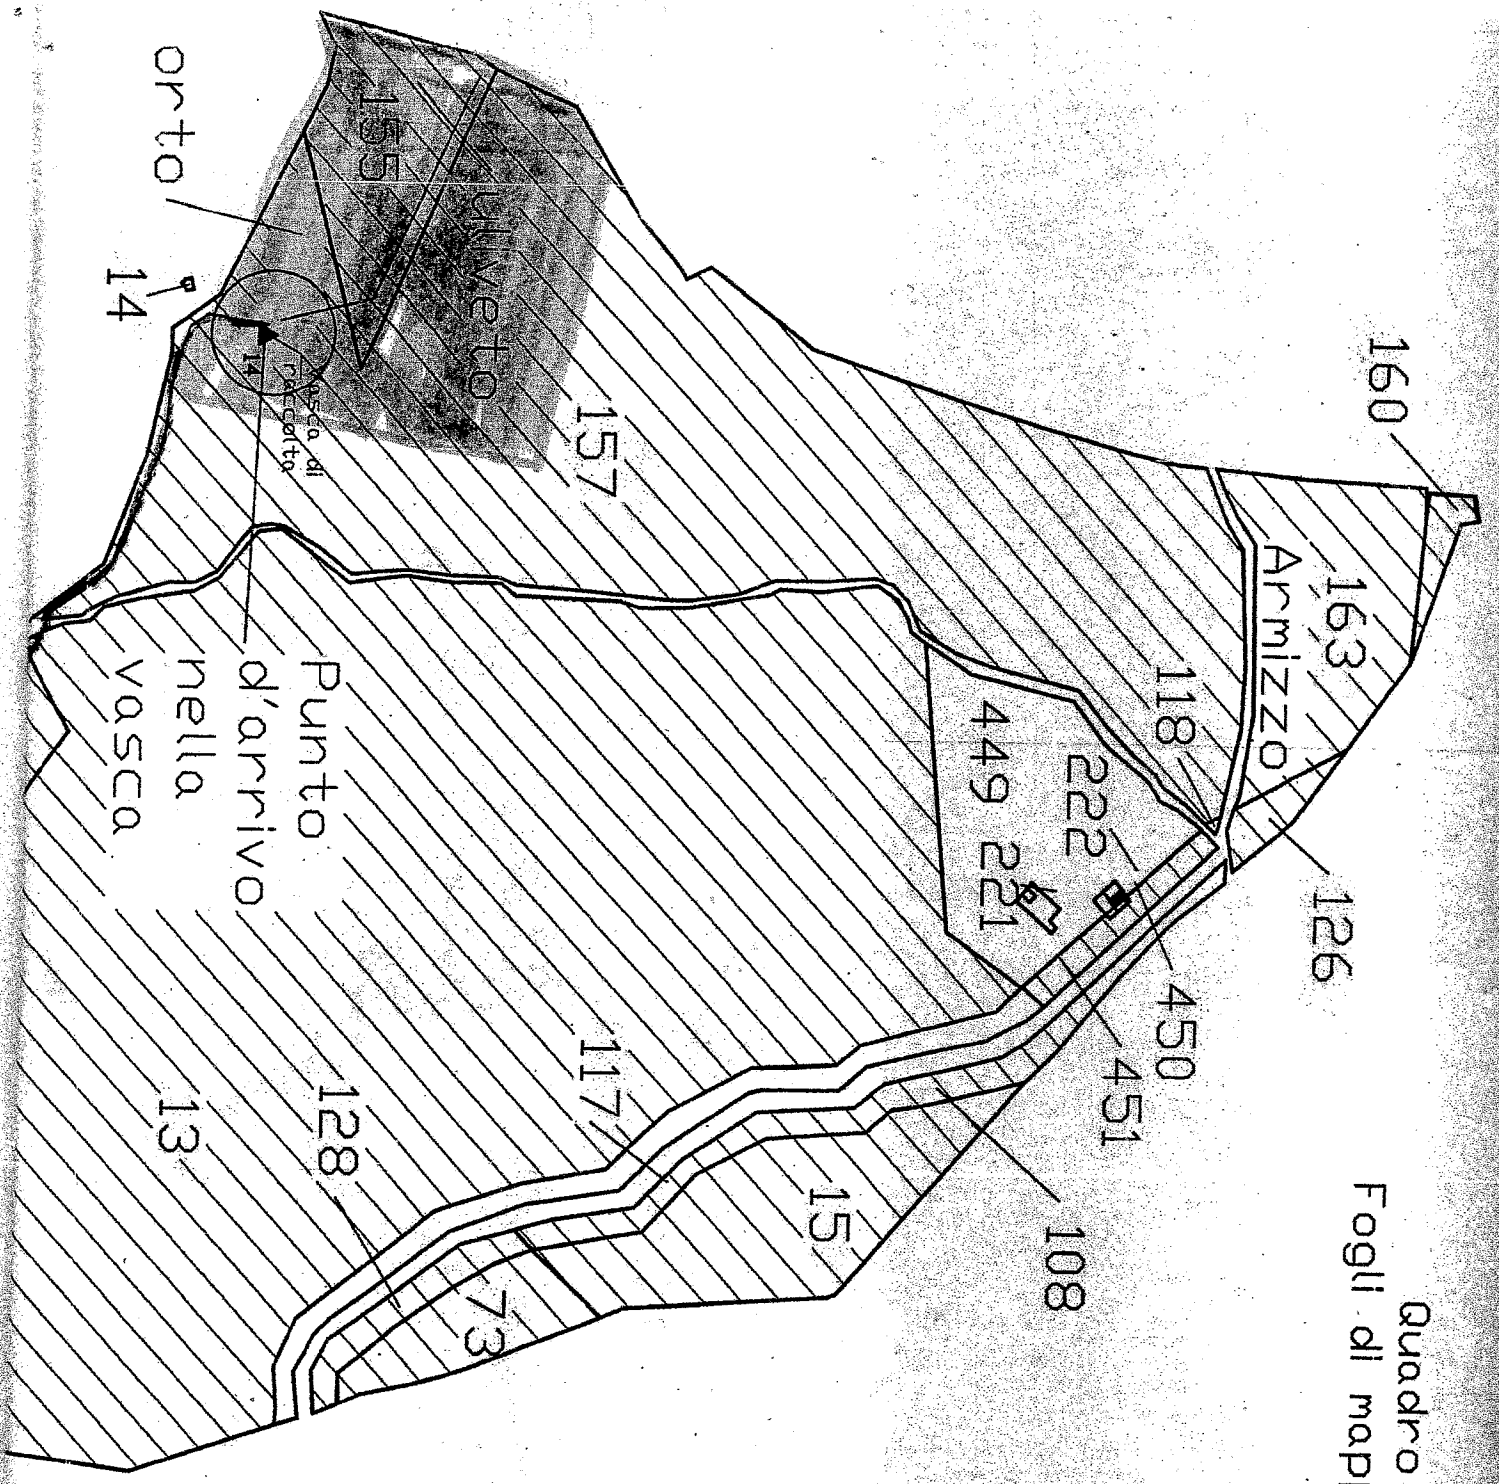 Quadro
Fogli di map
160
163
Armizzo
126
118
222
450
449
221
451
108
157
uliveto
155
orto
14
14
Vasca di
raccolta
Punto
d'arrivo
nella
vasca
117
15
128
13
73